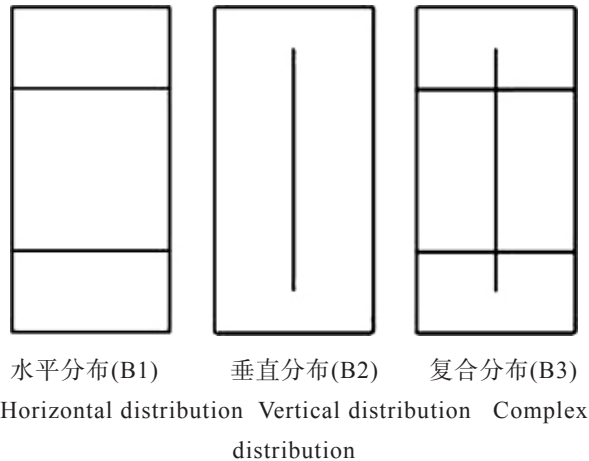 水平分布(B1) 垂直分布(B2) 复合分布(B3)
Horizontal distribution Vertical distribution Complex
distribution